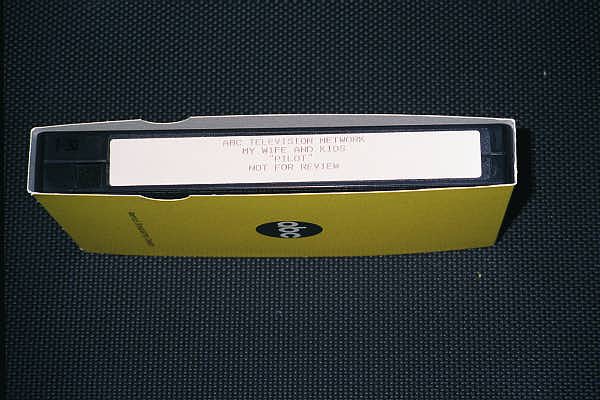 ABC TELEVISION NETWORK
MY WIFE AND KIDS
"PILOT"
NOT FOR REVIEW
abc